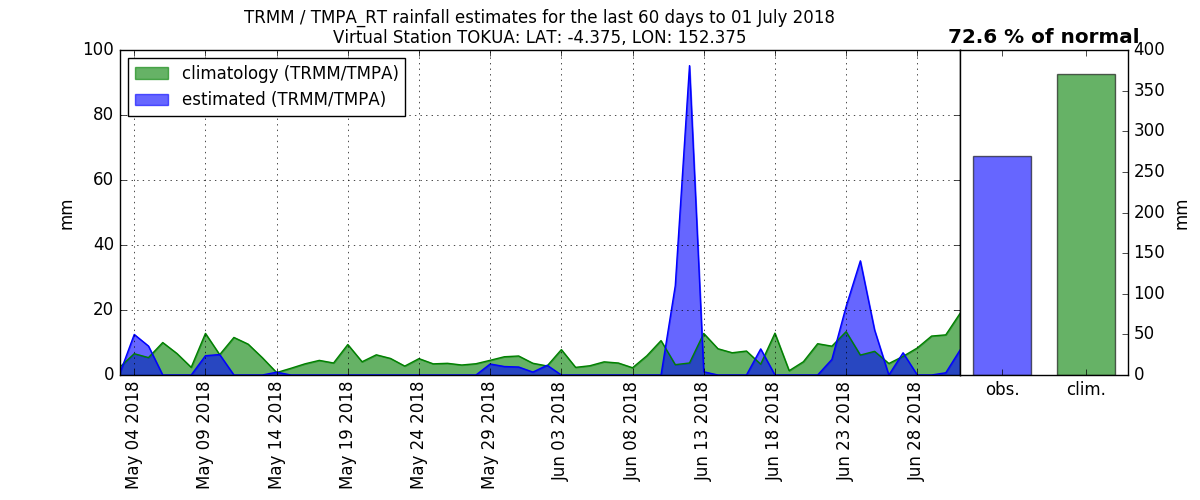 TRMM / TMPA_RT rainfall estimates for the last 60 days to 01 July 2018
Virtual Station TOKUA: LAT: -4.375, LON: 152.375
72.6 % of normal
climatology (TRMM/TMPA)
estimated (TRMM/TMPA)
100
80
60
40
20
0
mm
May 04 2018
May 09 2018
May 14 2018
May 19 2018
May 24 2018
May 29 2018
Jun 03 2018
Jun 08 2018
Jun 13 2018
Jun 18 2018
Jun 23 2018
Jun 28 2018
obs.
clim.
400
350
300
250
200
150
100
50
0
mm